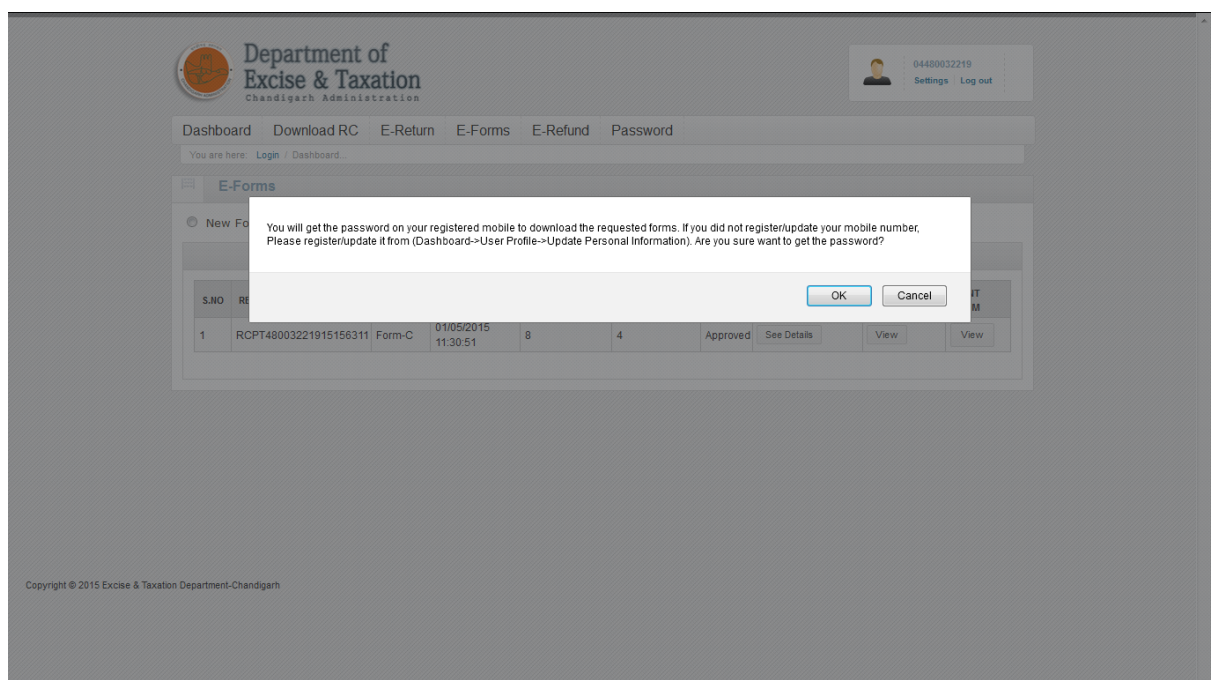 Department of
Excise & Taxation
Chandigarh Administration
04480032219
Settings Log out
Dashboard Download RC E-Return E-Forms E-Refund Password
You are here: Login / Dashboard...
E-Forms
New Fo
You will get the password on your registered mobile to download the requested forms. If you did not register/update your mobile number,
Please register/update it from (Dashboard->User Profile->Update Personal Information). Are you sure want to get the password?
OK Cancel
S.NO RE
1 RCPT48003221915156311 Form-C 01/05/2015 8 4 Approved See Details View View
11:30:51
Copyright © 2015 Excise & Taxation Department-Chandigarh